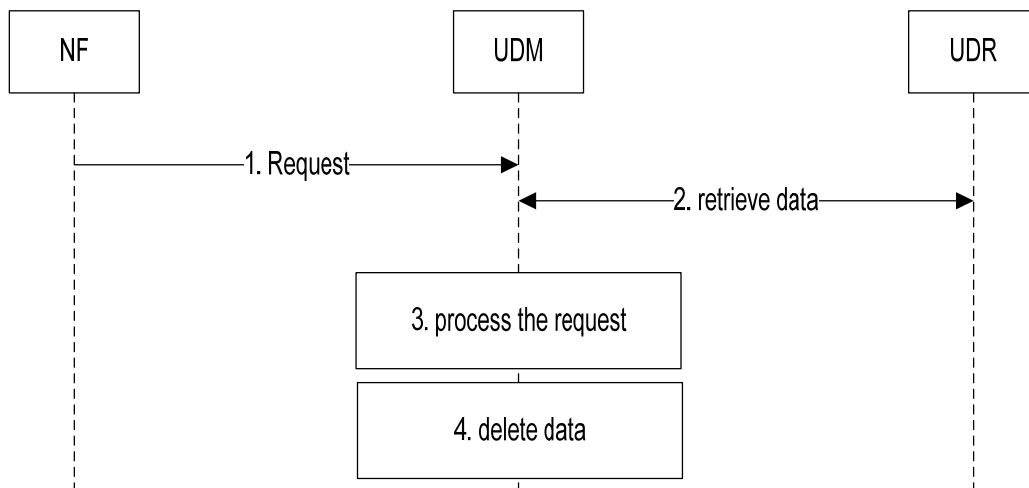 NF
UDM
UDR
1. Request
2. retrieve data
3. process the request
4. delete data